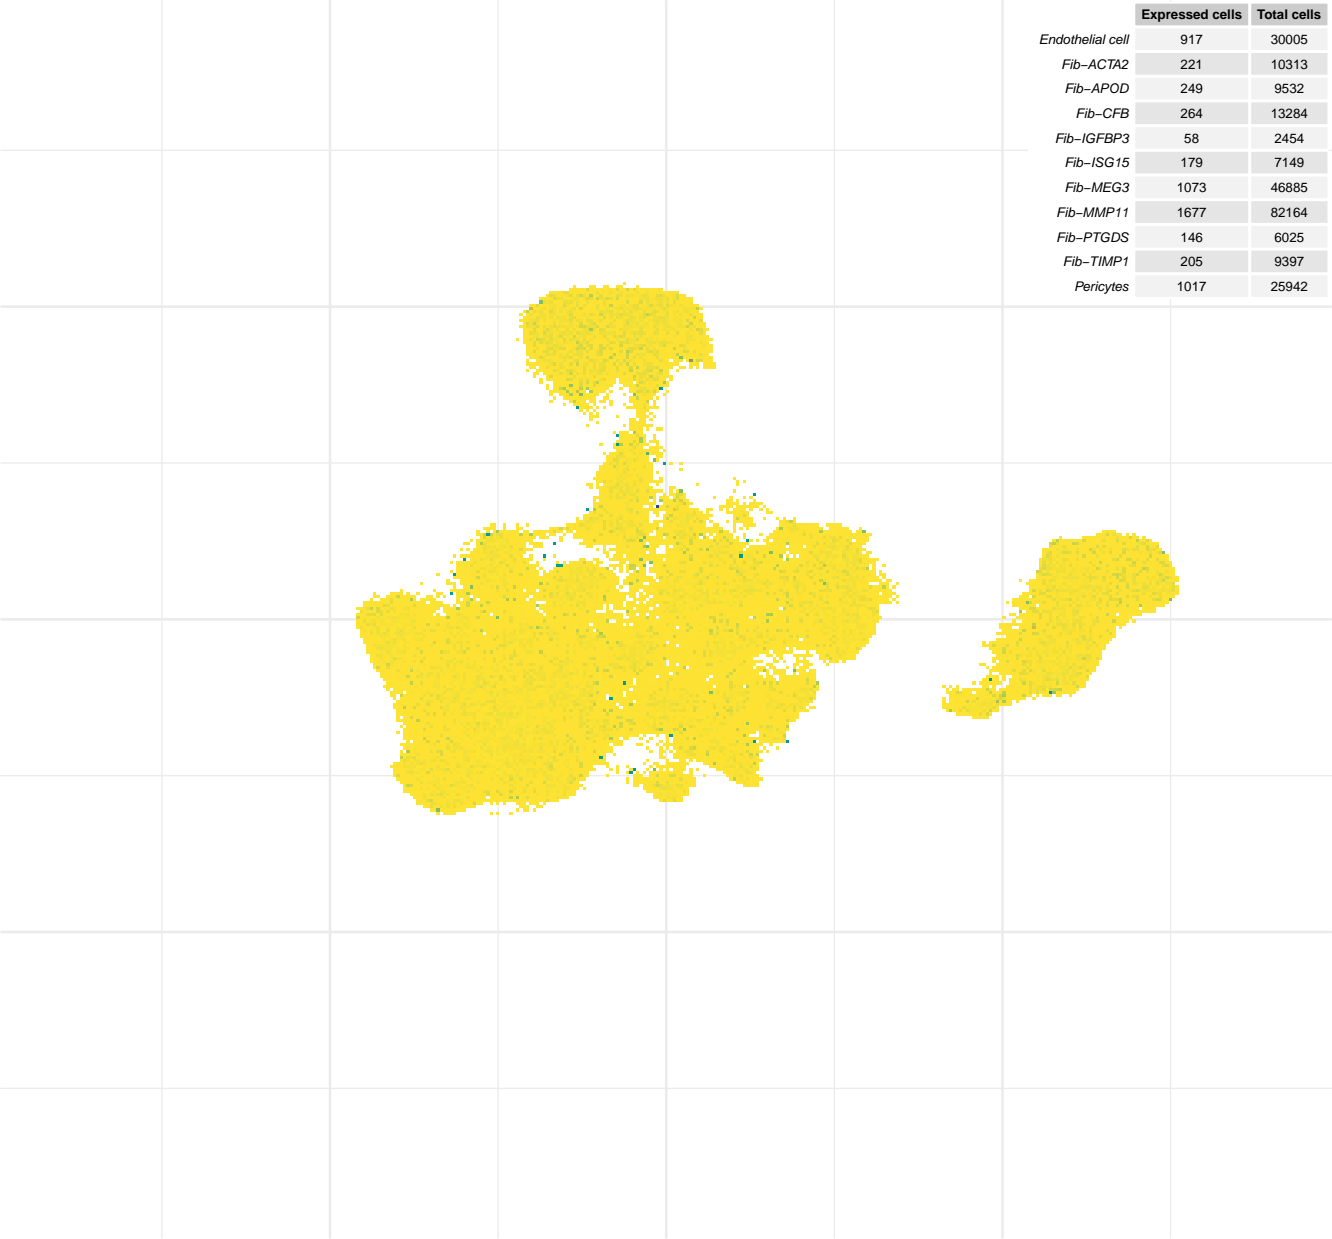 Expressed cells Total cells
Endothelial cell 917 30005
Fib−ACTA2 221 10313
Fib−APOD 249 9532
Fib−CFB 264 13284
Fib−IGFBP3 58 2454
Fib−ISG15 179 7149
Fib−MEG3 1073 46885
Fib−MMP11 1677 82164
Fib−PTGDS 146 6025
Fib−TIMP1 205 9397
Pericytes 1017 25942